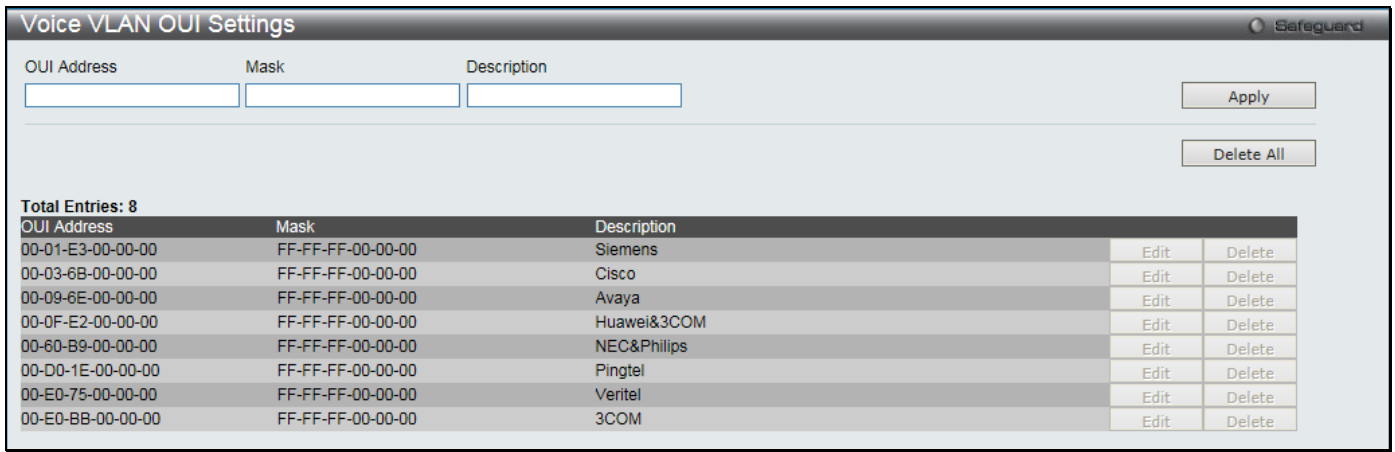 Voice VLAN OUI Settings Safeguard
OUI Address Mask Description
Apply
Delete All
Total Entries: 8
OUI Address Mask Description
00-01-E3-00-00-00 FF-FF-FF-00-00-00 Siemens Edit Delete
00-03-6B-00-00-00 FF-FF-FF-00-00-00 Cisco Edit Delete
00-09-6E-00-00-00 FF-FF-FF-00-00-00 Avaya Edit Delete
00-0F-E2-00-00-00 FF-FF-FF-00-00-00 Huawei&3COM Edit Delete
00-60-B9-00-00-00 FF-FF-FF-00-00-00 NEC&Philips Edit Delete
00-D0-1E-00-00-00 FF-FF-FF-00-00-00 Pingtel Edit Delete
00-E0-75-00-00-00 FF-FF-FF-00-00-00 Veritel Edit Delete
00-E0-BB-00-00-00 FF-FF-FF-00-00-00 3COM Edit Delete